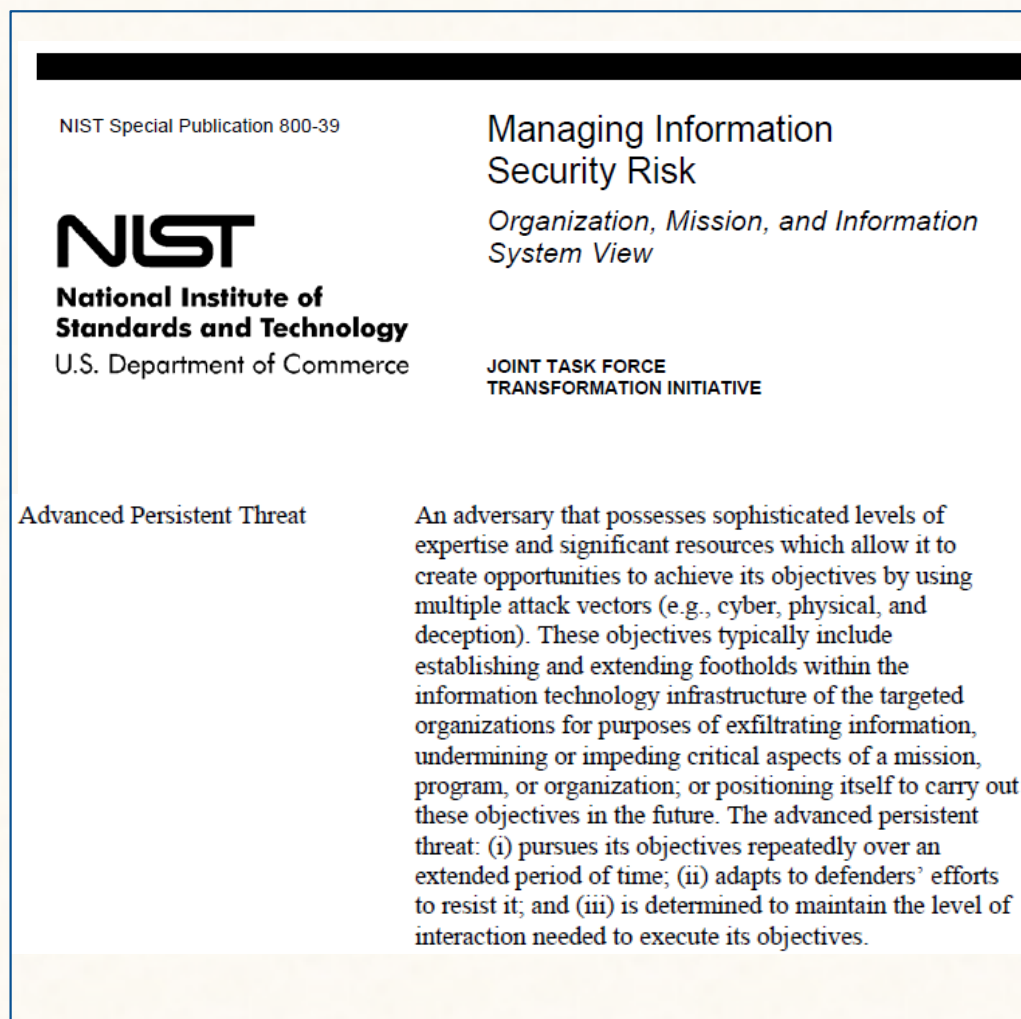 NIST Special Publication 800-39
Managing Information
Security Risk
Organization, Mission, and Information
System View
NIST
National Institute of
Standards and Technology
U.S. Department of Commerce
JOINT TASK FORCE
TRANSFORMATION INITIATIVE
Advanced Persistent Threat
An adversary that possesses sophisticated levels of
expertise and significant resources which allow it to
create opportunities to achieve its objectives by using
multiple attack vectors (e.g., cyber, physical, and
deception). These objectives typically include
establishing and extending footholds within the
information technology infrastructure of the targeted
organizations for purposes of exfiltrating information,
undermining or impeding critical aspects of a mission,
program, or organization; or positioning itself to carry out
these objectives in the future. The advanced persistent
threat: (i) pursues its objectives repeatedly over an
extended period of time; (ii) adapts to defenders’ efforts
to resist it; and (iii) is determined to maintain the level of
interaction needed to execute its objectives.